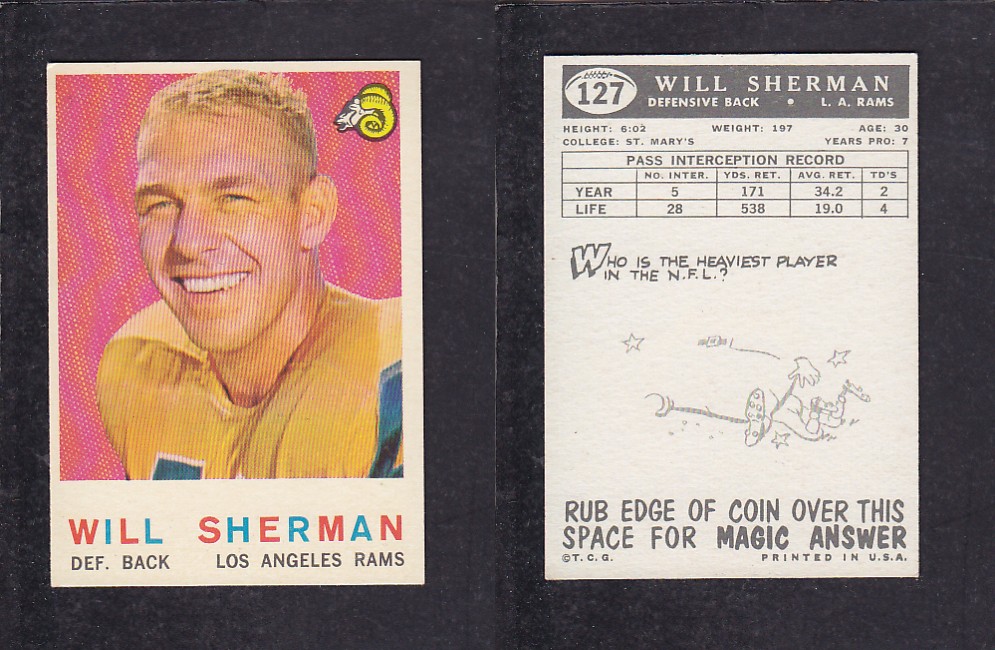 WILL SHERMAN
DEF. BACK LOS ANGELES RAMS
127 WILL SHERMAN
DEFENSIVE BACK • L. A. RAMS
HEIGHT: 6:02 WEIGHT: 197 AGE: 30
COLLEGE: ST. MARY'S YEARS PRO: 7
PASS INTERCEPTION RECORD
NO. INTER. YDS. RET. AVG. RET. TD'S
YEAR 5 171 34.2 2
LIFE 28 538 19.0 4
WHO IS THE HEAVIEST PLAYER
IN THE N.F.L.?
RUB EDGE OF COIN OVER THIS
SPACE FOR MAGIC ANSWER
©T.C.G. PRINTED IN U.S.A.